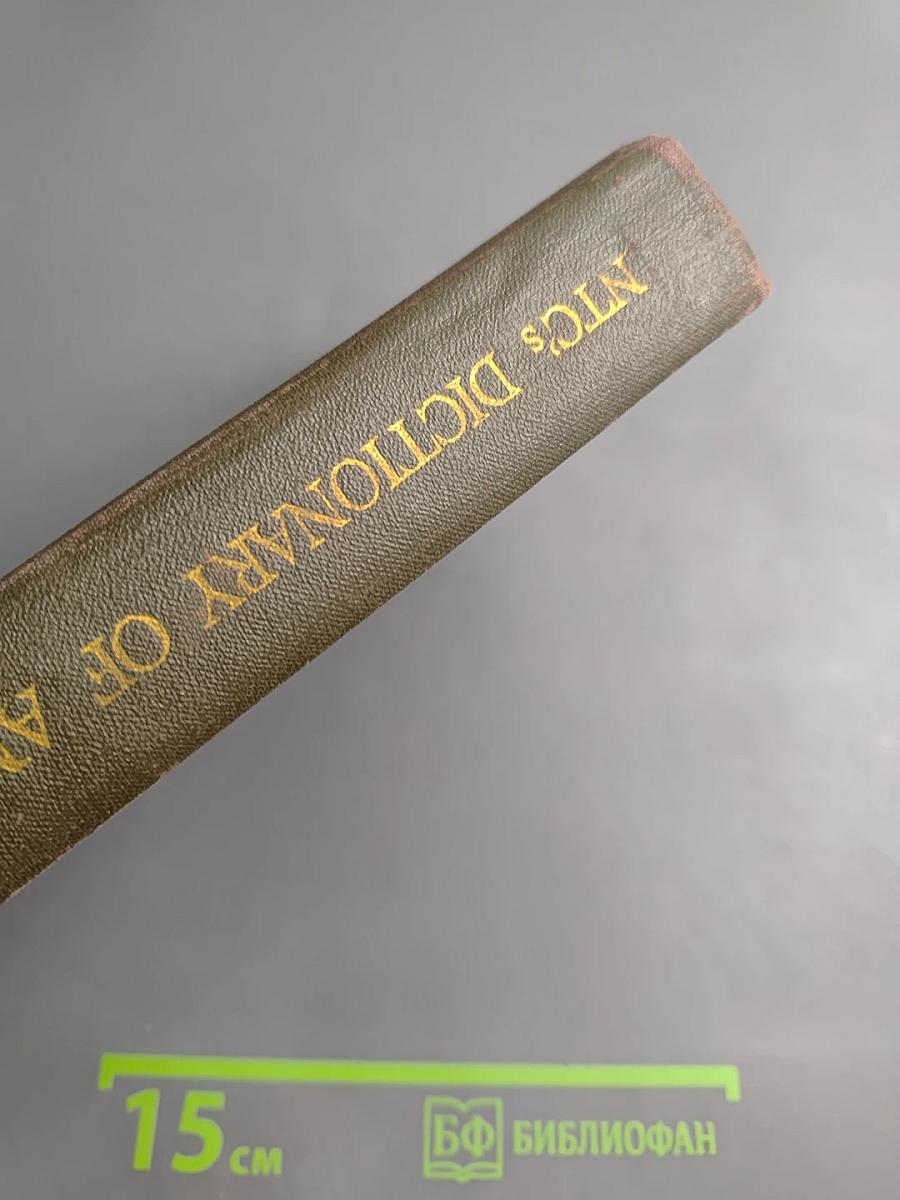 NTC's DICTIONARY OF
15 см
БФ БИБЛИОФАН